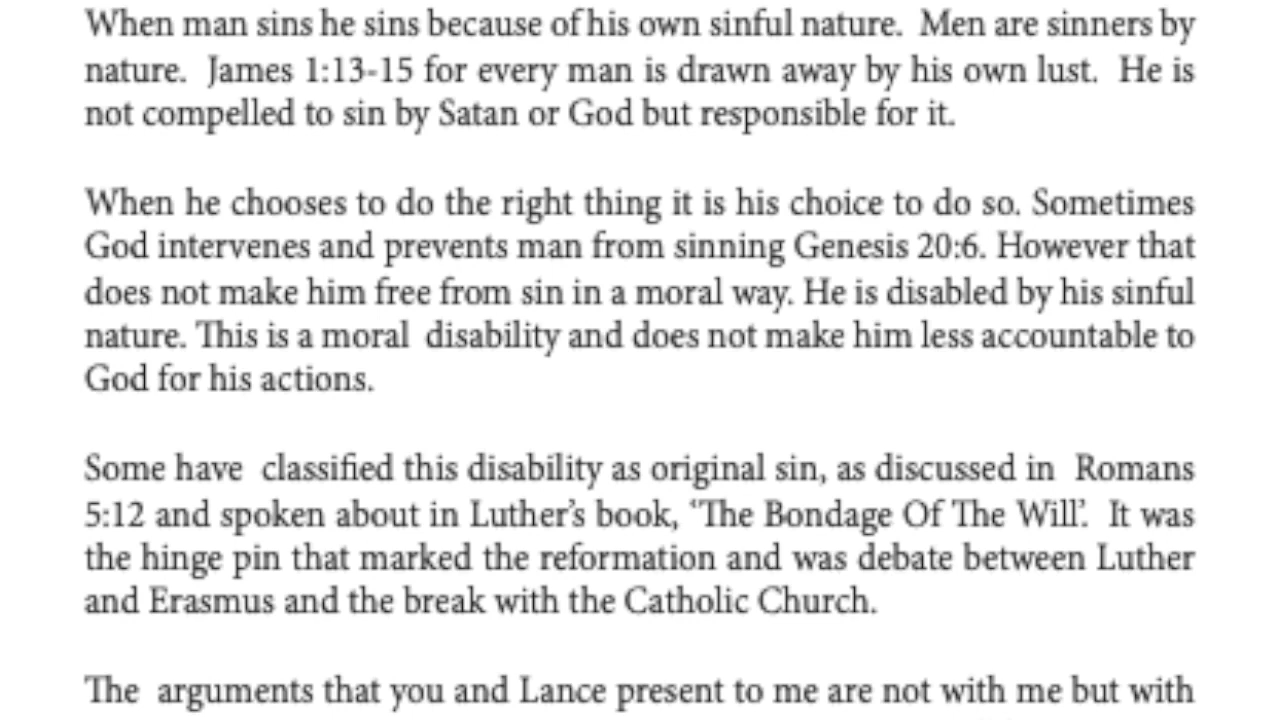 When man sins he sins because of his own sinful nature.  Men are sinners by
nature.  James 1:13-15 for every man is drawn away by his own lust.  He is
not compelled to sin by Satan or God but responsible for it.
When he chooses to do the right thing it is his choice to do so. Sometimes
God intervenes and prevents man from sinning Genesis 20:6. However that
does not make him free from sin in a moral way. He is disabled by his sinful
nature. This is a moral  disability and does not make him less accountable to
God for his actions.
Some have  classified this disability as original sin, as discussed in  Romans
5:12 and spoken about in Luther’s book, ‘The Bondage Of The Will’.  It was
the hinge pin that marked the reformation and was debate between Luther
and Erasmus and the break with the Catholic Church.
The  arguments that you and Lance present to me are not with me but with